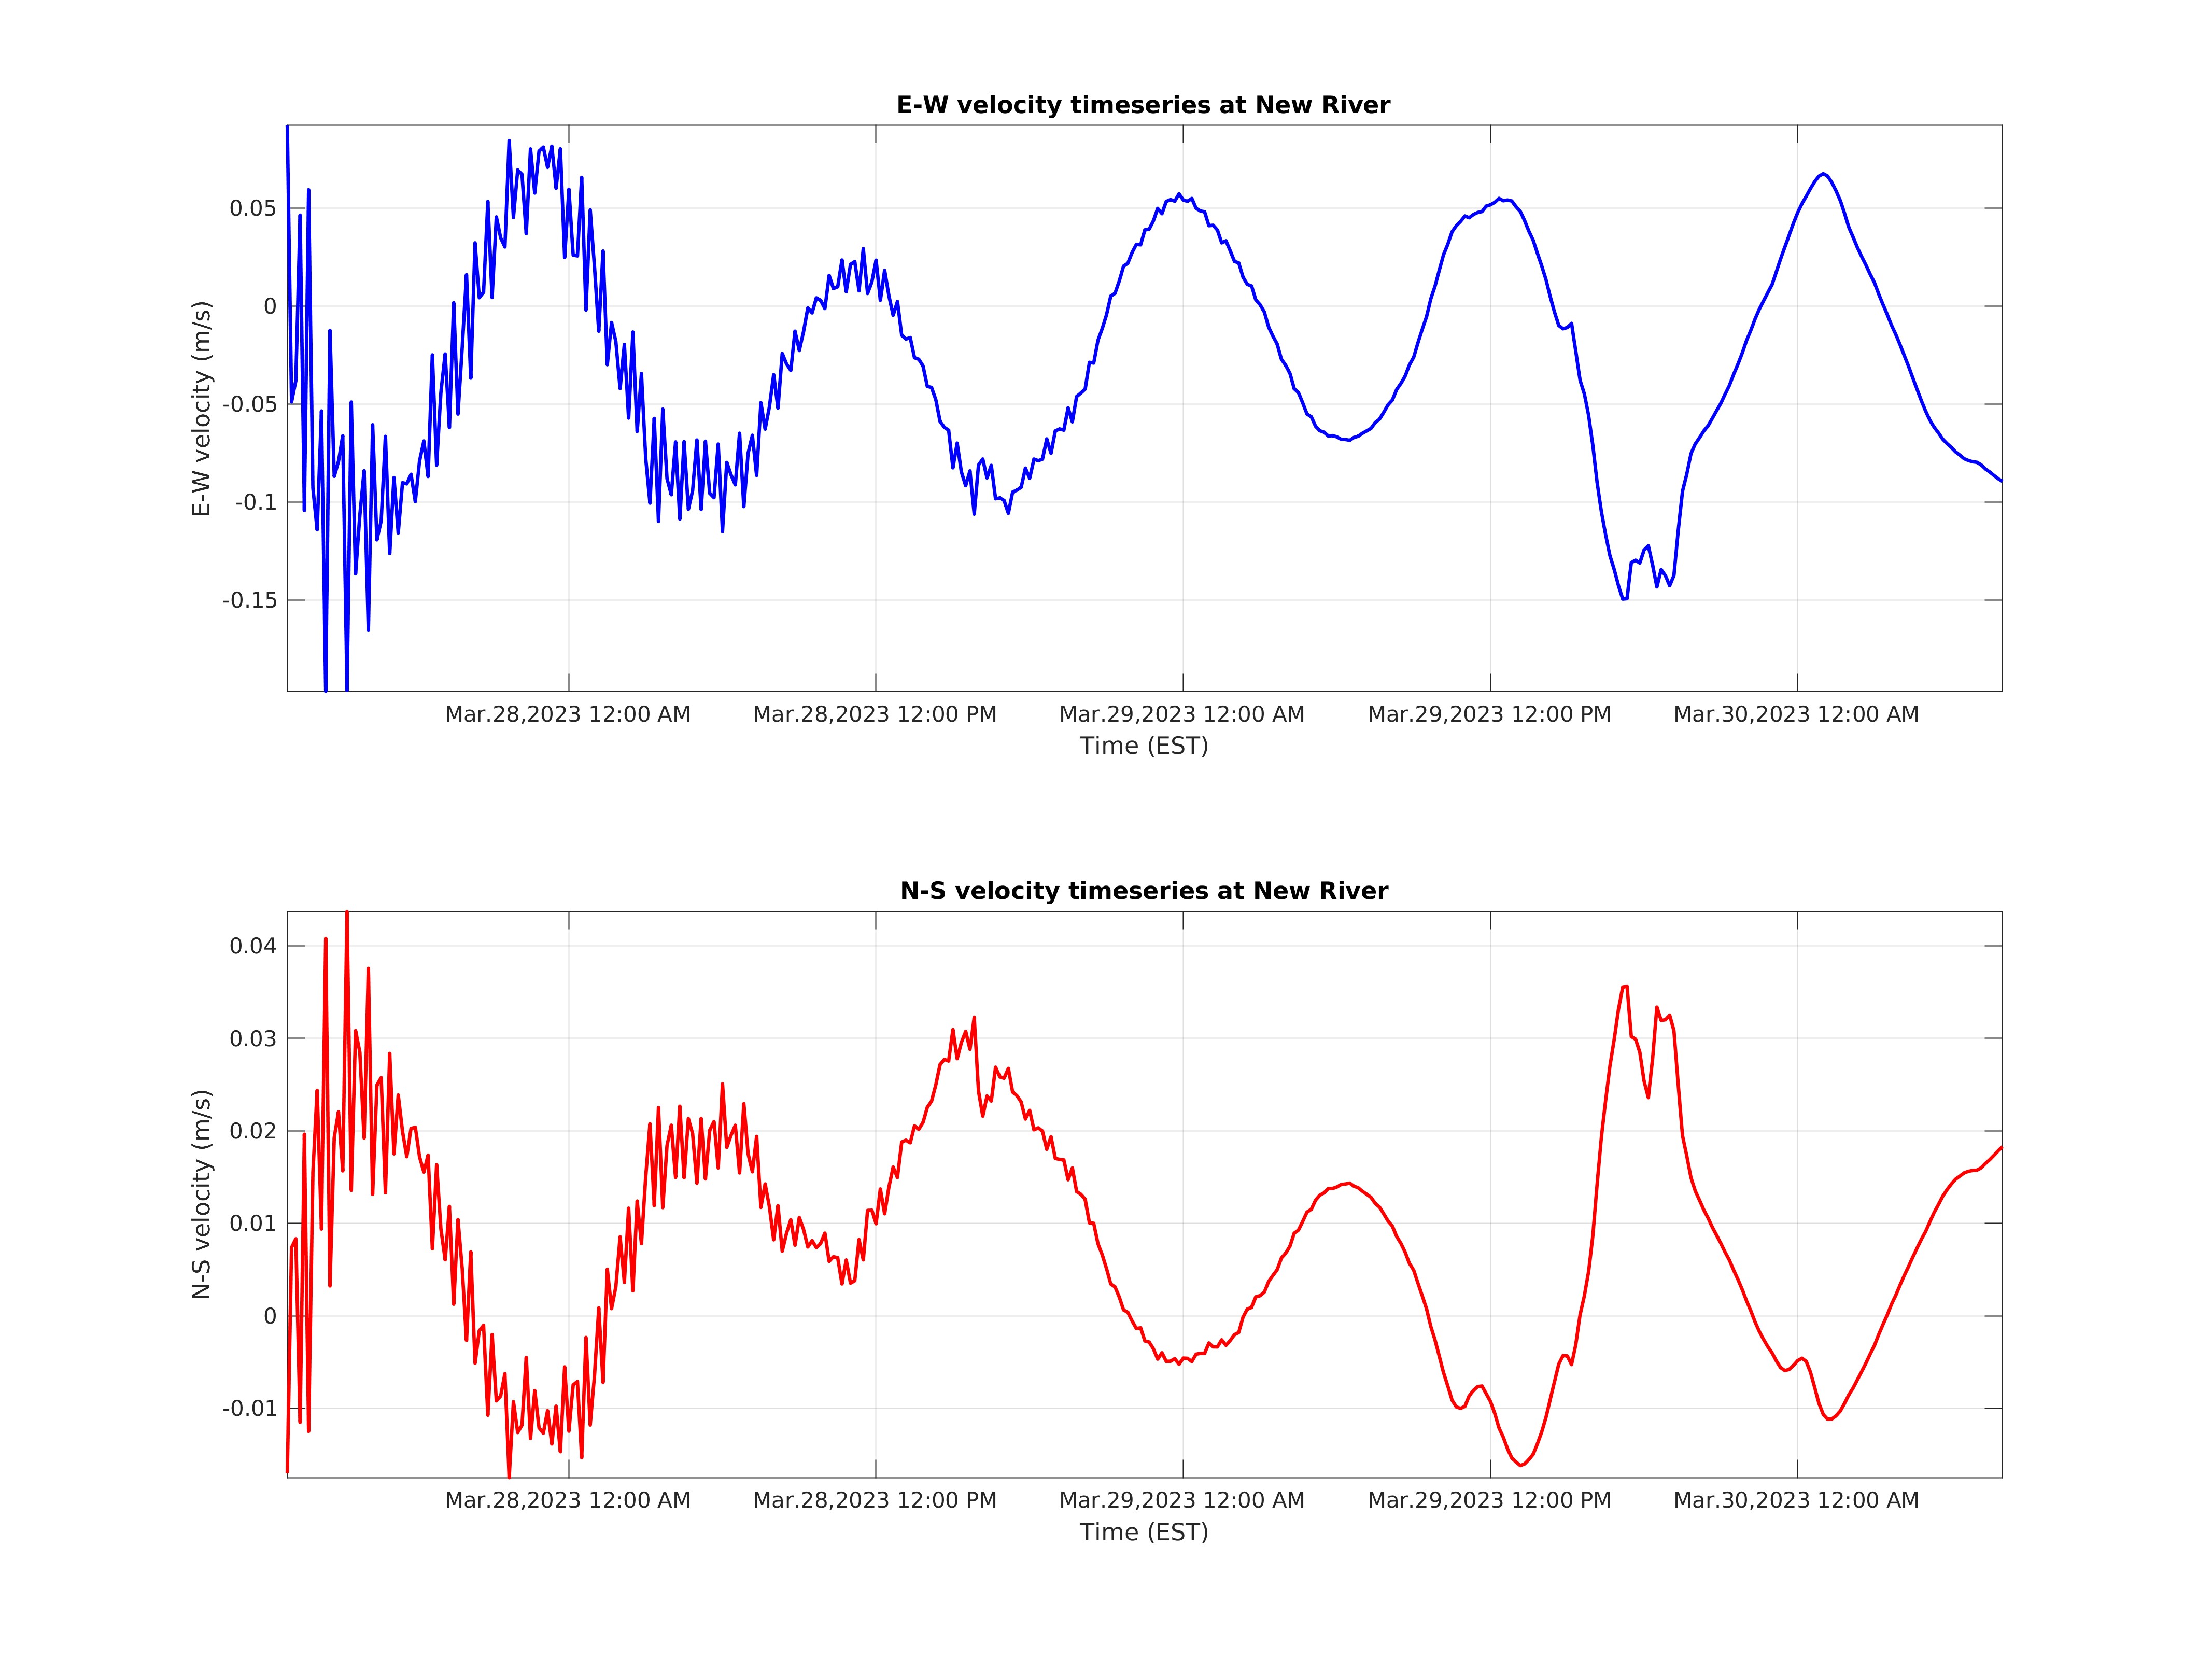 E-W velocity timeseries at New River
E-W velocity (m/s)
0.05
0
-0.05
-0.1
-0.15
Mar.28,2023 12:00 AM Mar.28,2023 12:00 PM Mar.29,2023 12:00 AM Mar.29,2023 12:00 PM Mar.30,2023 12:00 AM
Time (EST)
N-S velocity timeseries at New River
N-S velocity (m/s)
0.04
0.03
0.02
0.01
0
-0.01
Mar.28,2023 12:00 AM Mar.28,2023 12:00 PM Mar.29,2023 12:00 AM Mar.29,2023 12:00 PM Mar.30,2023 12:00 AM
Time (EST)